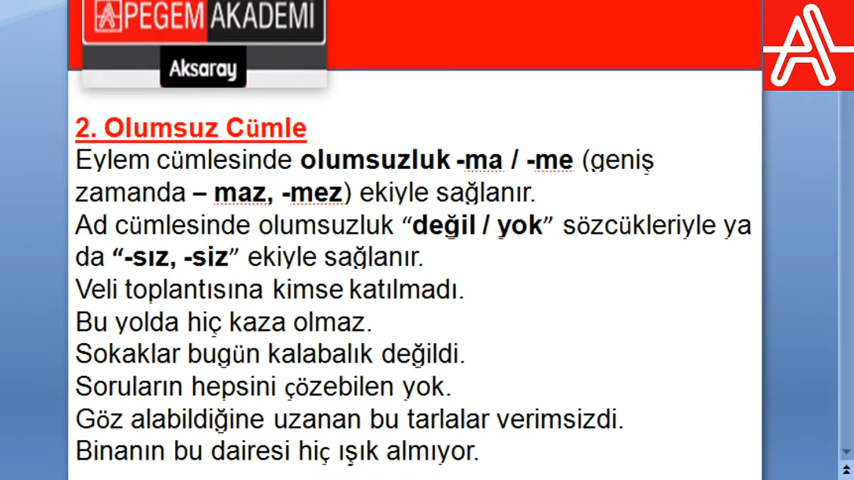 PEGEM AKADEMİ
Aksaray
2. Olumsuz Cümle
Eylem cümlesinde olumsuzluk -ma / -me (geniş
zamanda – maz, -mez) ekiyle sağlanır.
Ad cümlesinde olumsuzluk “değil / yok” sözcükleriyle ya
da “-sız, -siz” ekiyle sağlanır.
Veli toplantısına kimse katılmadı.
Bu yolda hiç kaza olmaz.
Sokaklar bugün kalabalık değildi.
Soruların hepsini çözebilen yok.
Göz alabildiğine uzanan bu tarlalar verimsizdi.
Binanın bu dairesi hiç ışık almıyor.